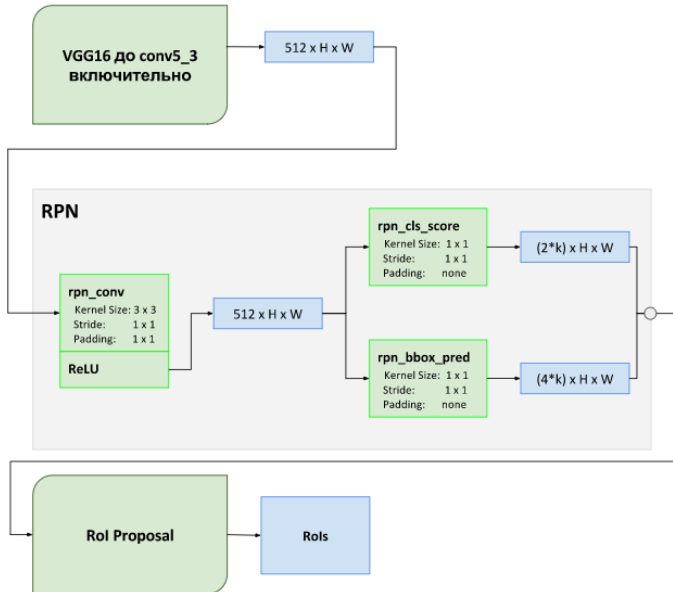 VGG16 до conv5_3
включительно
512 x H x W
RPN
rpn_conv
Kernel Size: 3 x 3
Stride: 1 x 1
Padding: 1 x 1
ReLU
512 x H x W
rpn_cls_score
Kernel Size: 1 x 1
Stride: 1 x 1
Padding: none
(2*k) x H x W
rpn_bbox_pred
Kernel Size: 1 x 1
Stride: 1 x 1
Padding: none
(4*k) x H x W
RoI Proposal
RoIs